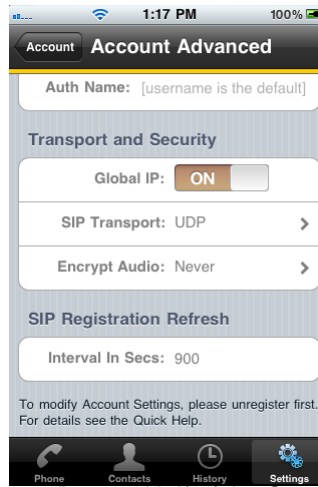 1:17 PM 100%
Account Account Advanced
Auth Name: [username is the default]
Transport and Security
Global IP: ON
SIP Transport: UDP
Encrypt Audio: Never
SIP Registration Refresh
Interval In Secs: 900
To modify Account Settings, please unregister first.
For details see the Quick Help.
Phone Contacts History Settings